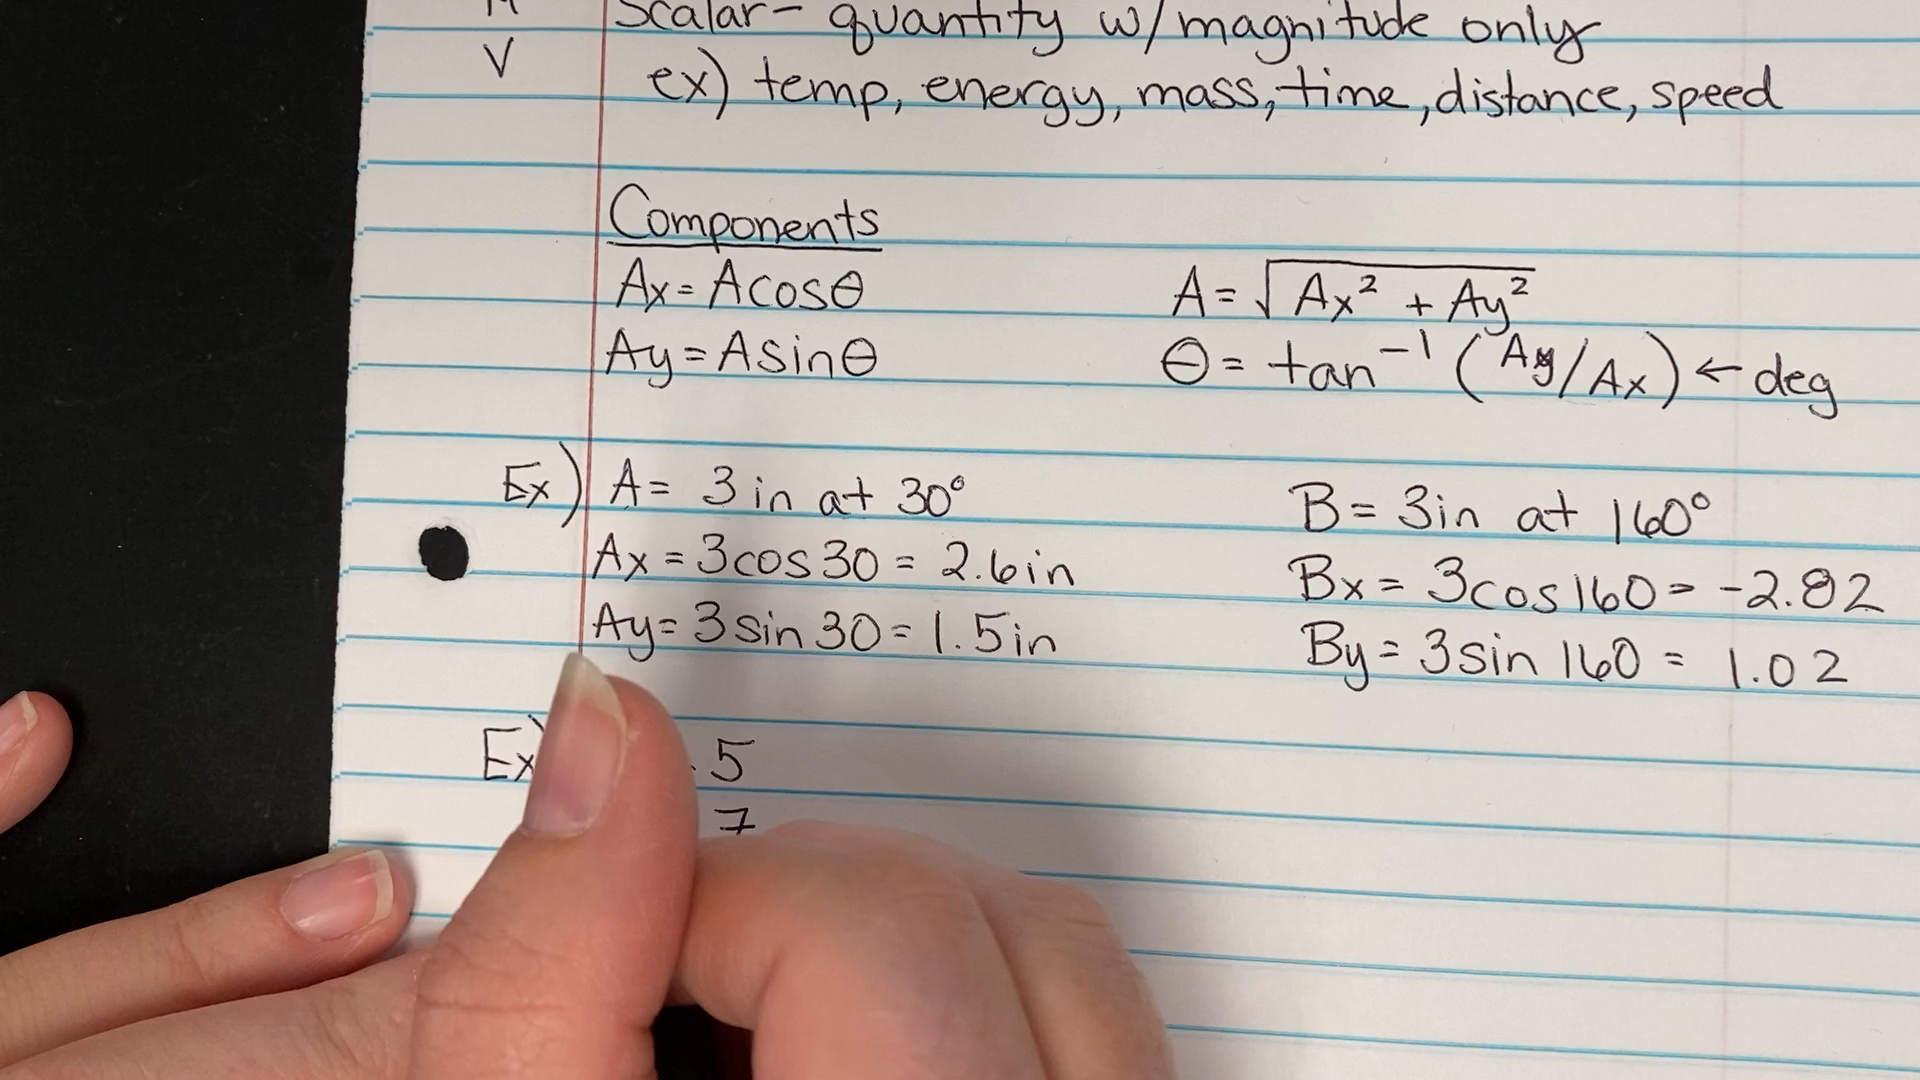 Scalar- quantity w/magnitude only
V
ex) temp, energy, mass, time, distance, speed
Components
Ax = Acosθ
A = √Ax² + Ay²
Ay = Asinθ
θ = tan⁻¹ (Ay/Ax) ← deg
Ex) A = 3in at 30°
B = 3in at 160°
Ax = 3cos30 = 2.6in
Bx = 3cos160 = -2.82
Ay = 3sin30 = 1.5in
By = 3sin160 = 1.02
Ex) 5
7